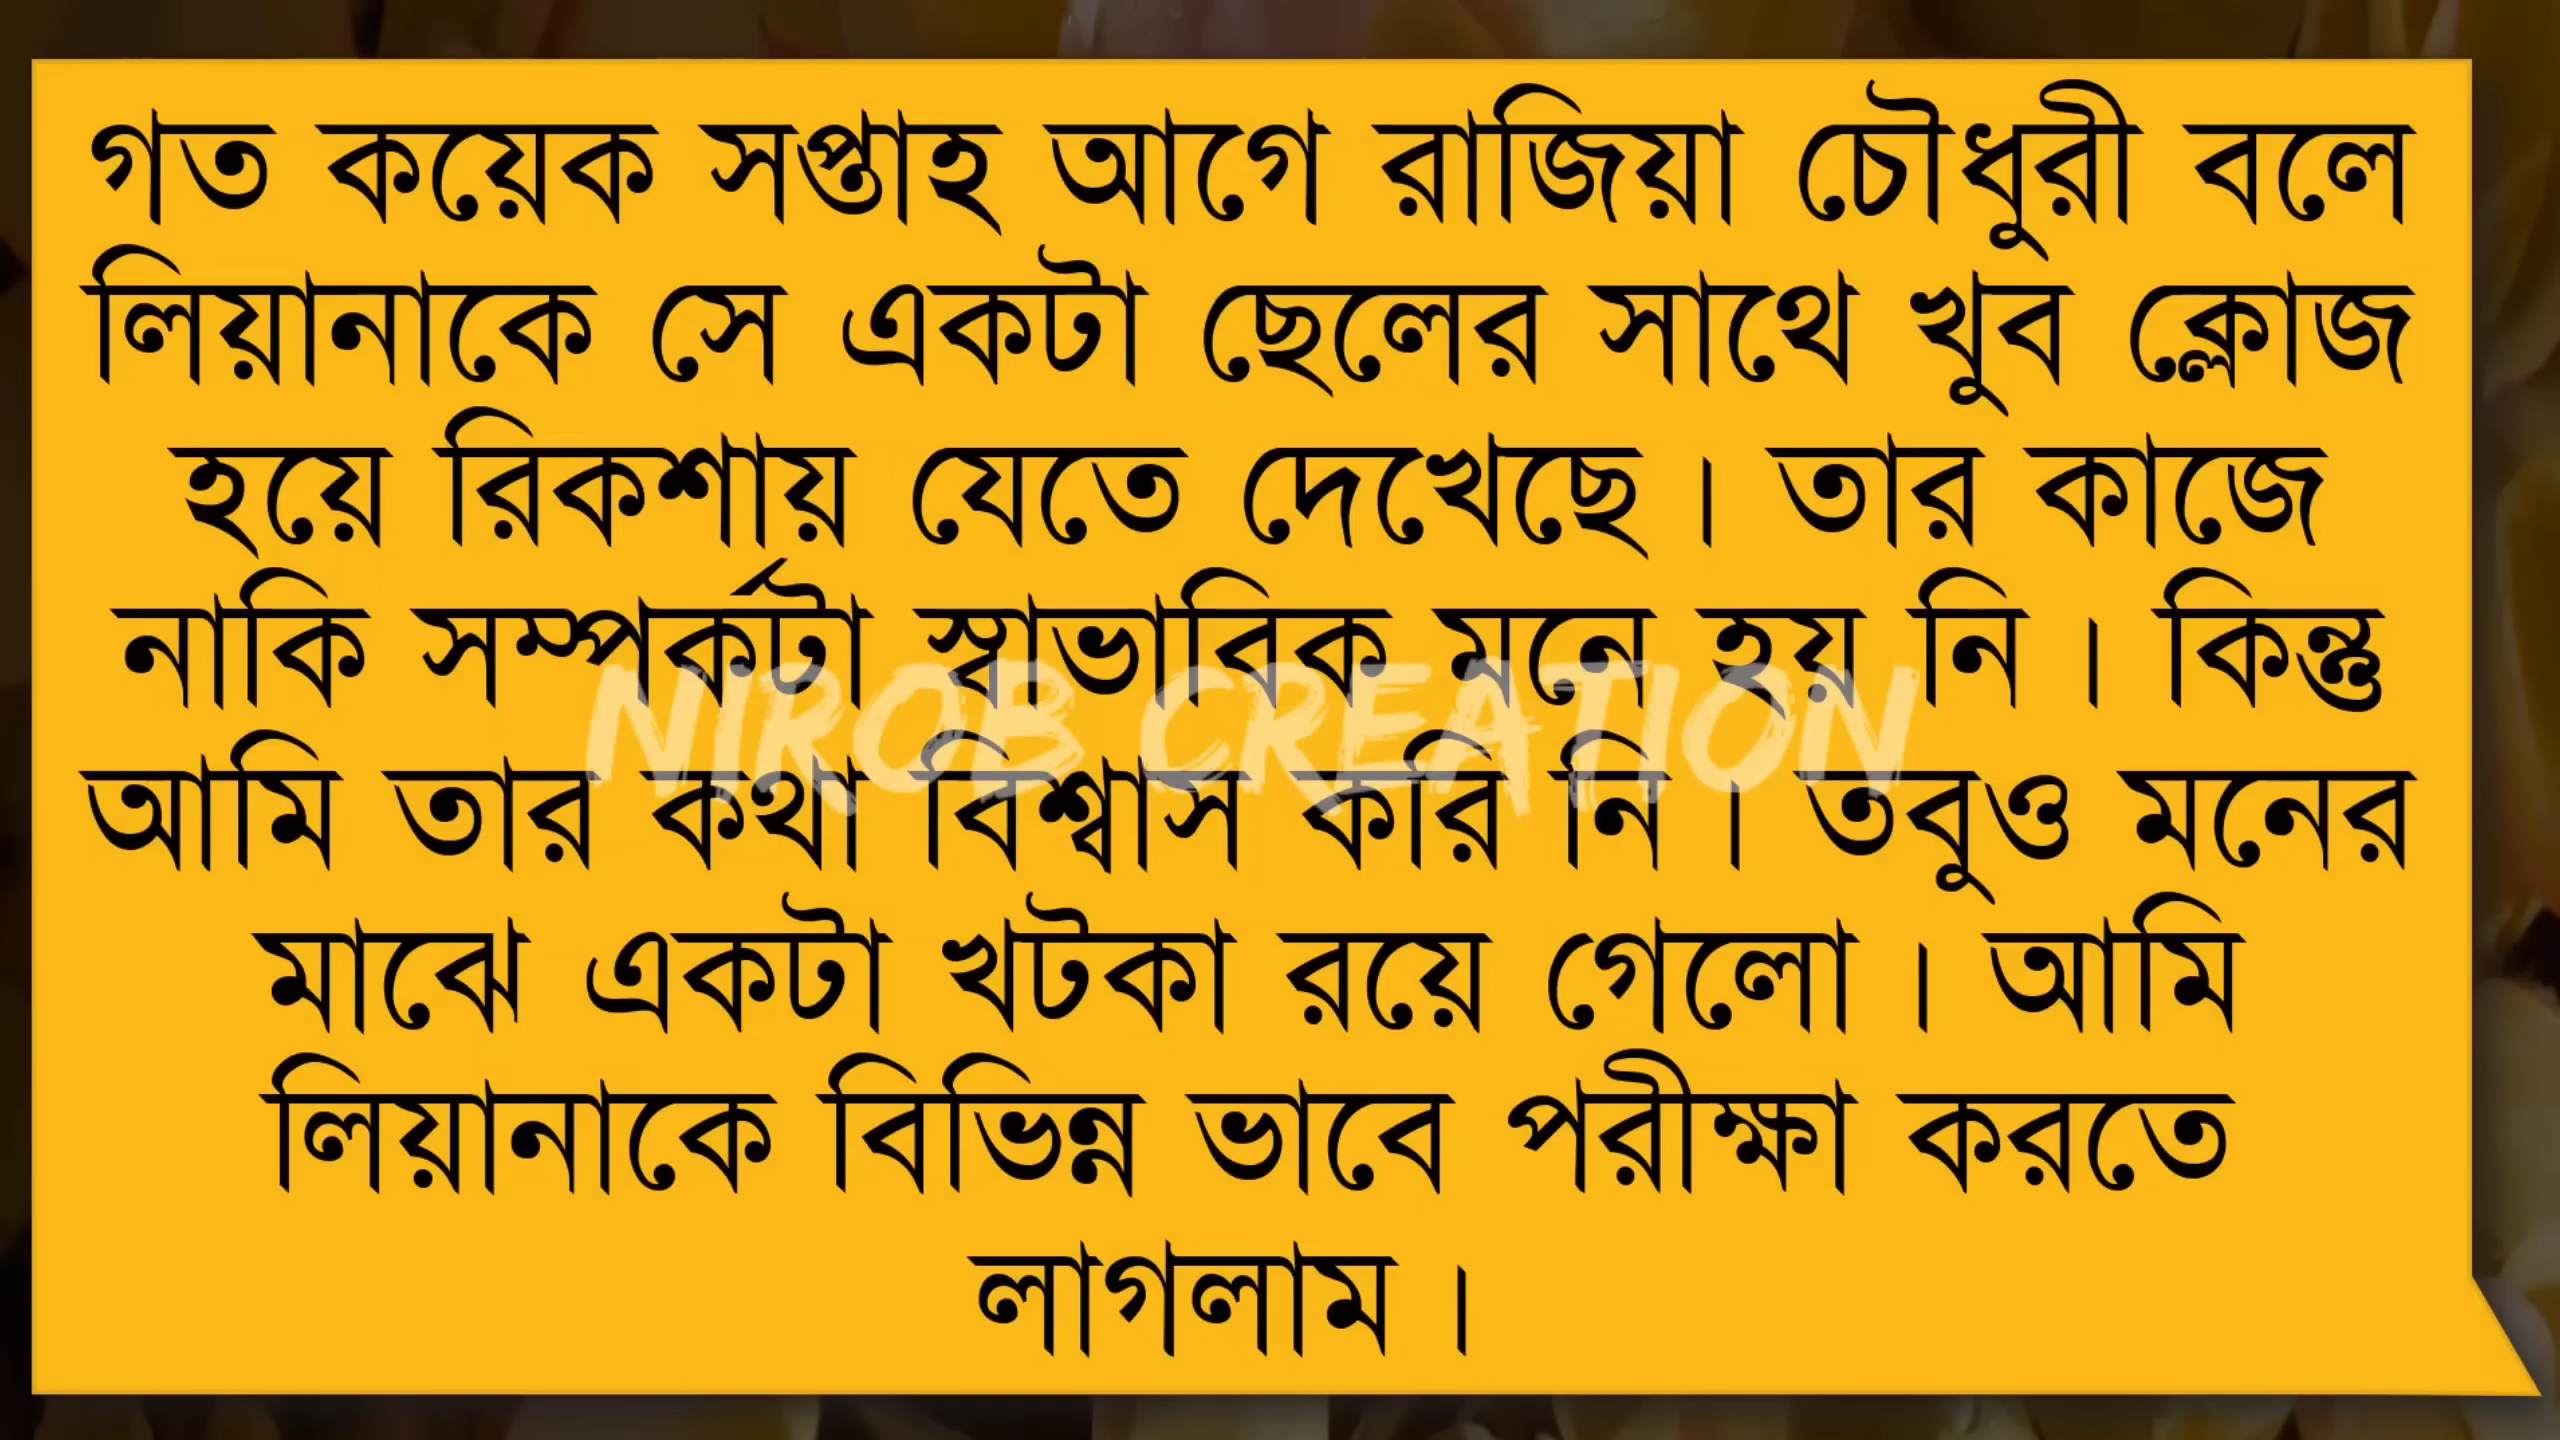 গত কয়েক সপ্তাহ আগে রাজিয়া চৌধুরী বলে
লিয়ানাকে সে একটা ছেলের সাথে খুব ক্লোজ
হয়ে রিকশায় যেতে দেখেছে। তার কাজে
নাকি সম্পর্কটা স্বাভাবিক মনে হয় নি। কিন্তু
আমি তার কথা বিশ্বাস করি নি। তবুও মনের
মাঝে একটা খটকা রয়ে গেলো। আমি
লিয়ানাকে বিভিন্ন ভাবে পরীক্ষা করতে
লাগলাম।
NIROB CREATION